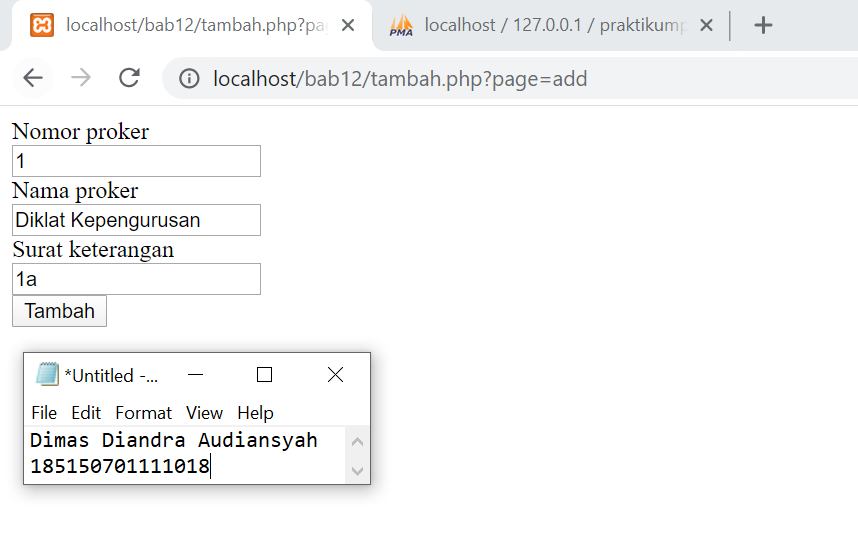 localhost/bab12/tambah.php?pa
localhost / 127.0.0.1 / praktikump
localhost/bab12/tambah.php?page=add
Nomor proker
1
Nama proker
Diklat Kepengurusan
Surat keterangan
1a
Tambah
*Untitled -...
File Edit Format View Help
Dimas Diandra Audiansyah
185150701111018